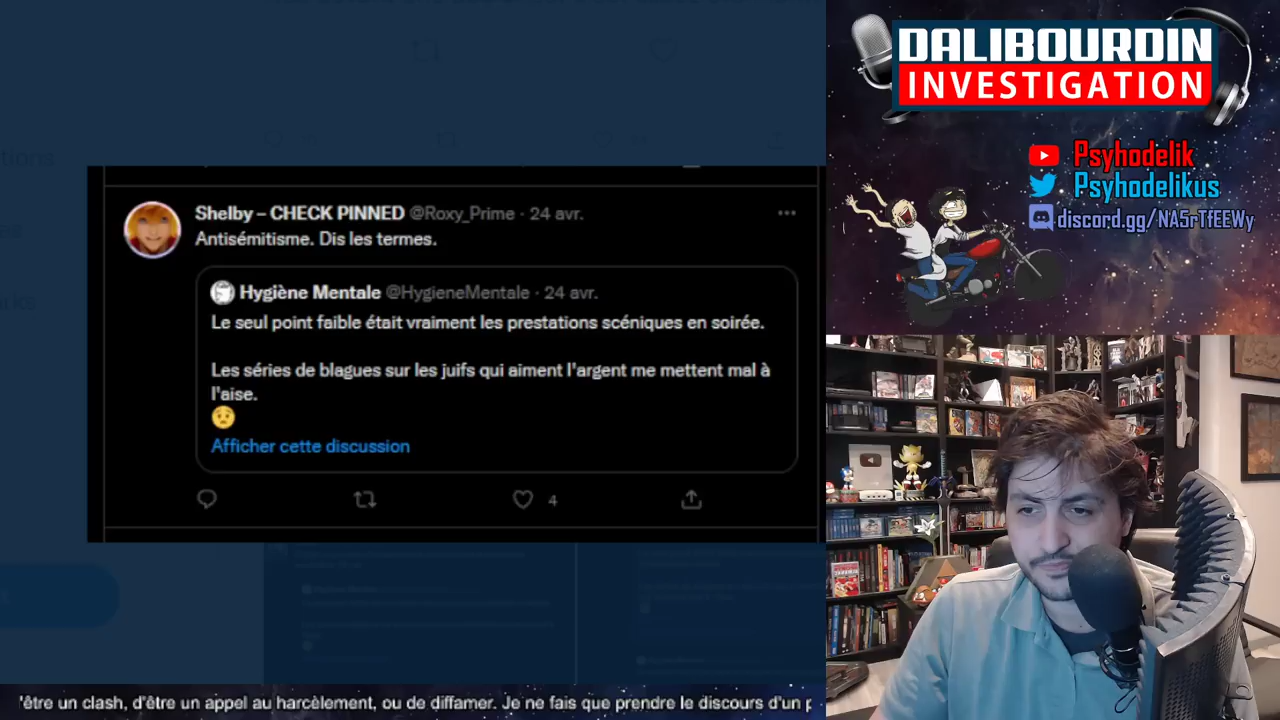 DALIBOURDIN
INVESTIGATION
Psyhodelik
Psyhodelikus
discord.gg/NA5rTfEEWy
Shelby – CHECK PINNED @Roxy_Prime · 24 avr.
Antisémitisme. Dis les termes.
Hygiène Mentale @HygieneMentale · 24 avr.
Le seul point faible était vraiment les prestations scéniques en soirée.
Les séries de blagues sur les juifs qui aiment l'argent me mettent mal à
l'aise.
Afficher cette discussion
4
'être un clash, d'être un appel au harcèlement, ou de diffamer. Je ne fais que prendre le discours d'un